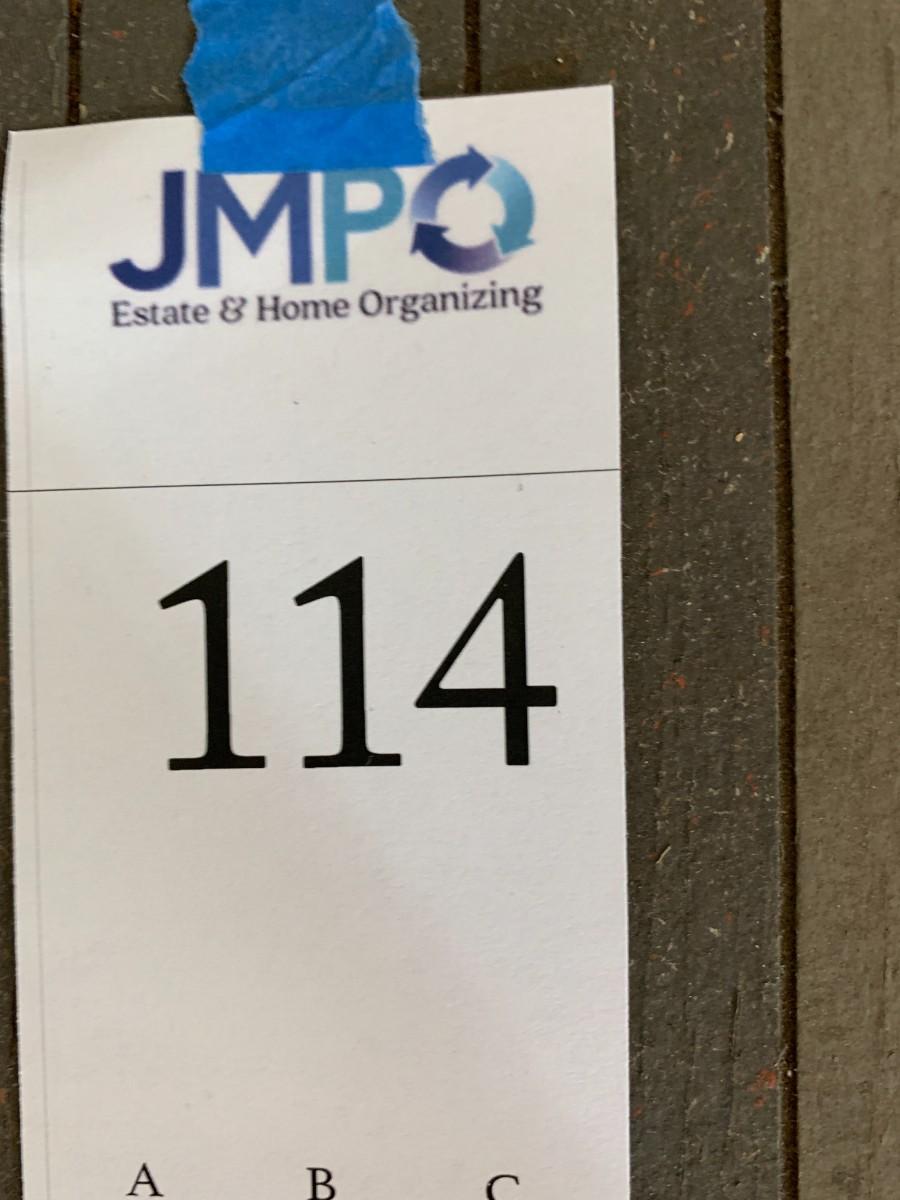 JMPO
Estate & Home Organizing
114
A B C